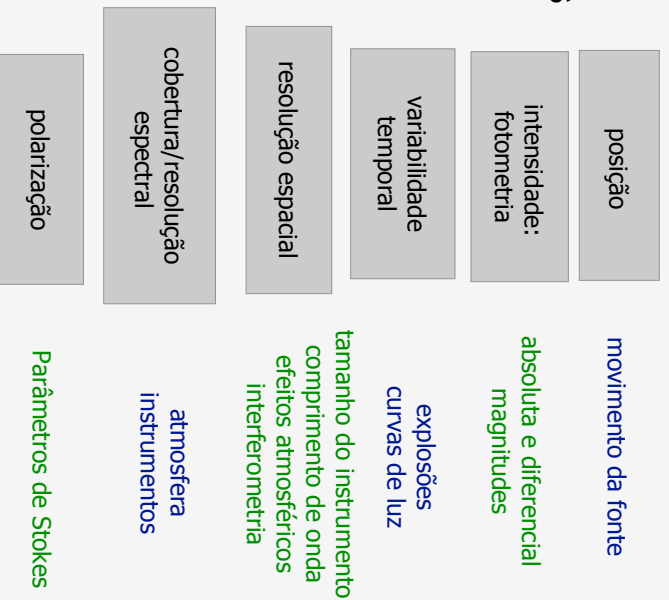 posição
movimento da fonte
intensidade:
fotometria
absoluta e diferencial
magnitudes
variabilidade
temporal
explosões
curvas de luz
resolução espacial
tamanho do instrumento
comprimento de onda
efeitos atmosféricos
interferometria
cobertura/resolução
espectral
atmosfera
instrumentos
polarização
Parâmetros de Stokes